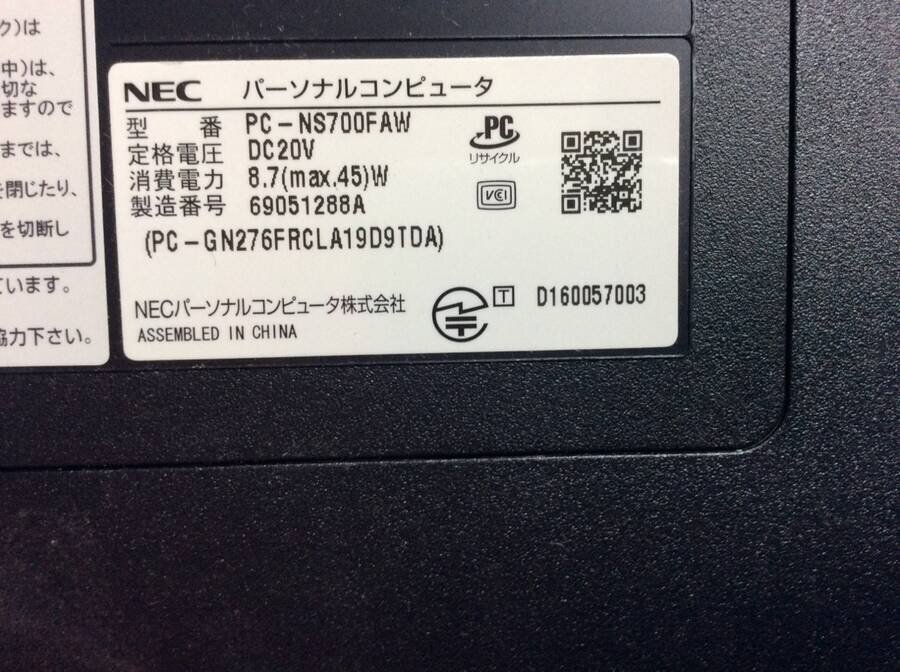 ク)は
中)は、
切な
ますので
までは、
を閉じたり、
を切断し
ています。
協力下さい。
NEC パーソナルコンピュータ
型番 PC-NS700FAW
定格電圧 DC20V
消費電力 8.7(max.45)W
製造番号 69051288A
(PC-GN276FRCLA19D9TDA)
PC
リサイクル
VCI
NECパーソナルコンピュータ株式会社
ASSEMBLED IN CHINA
T D160057003